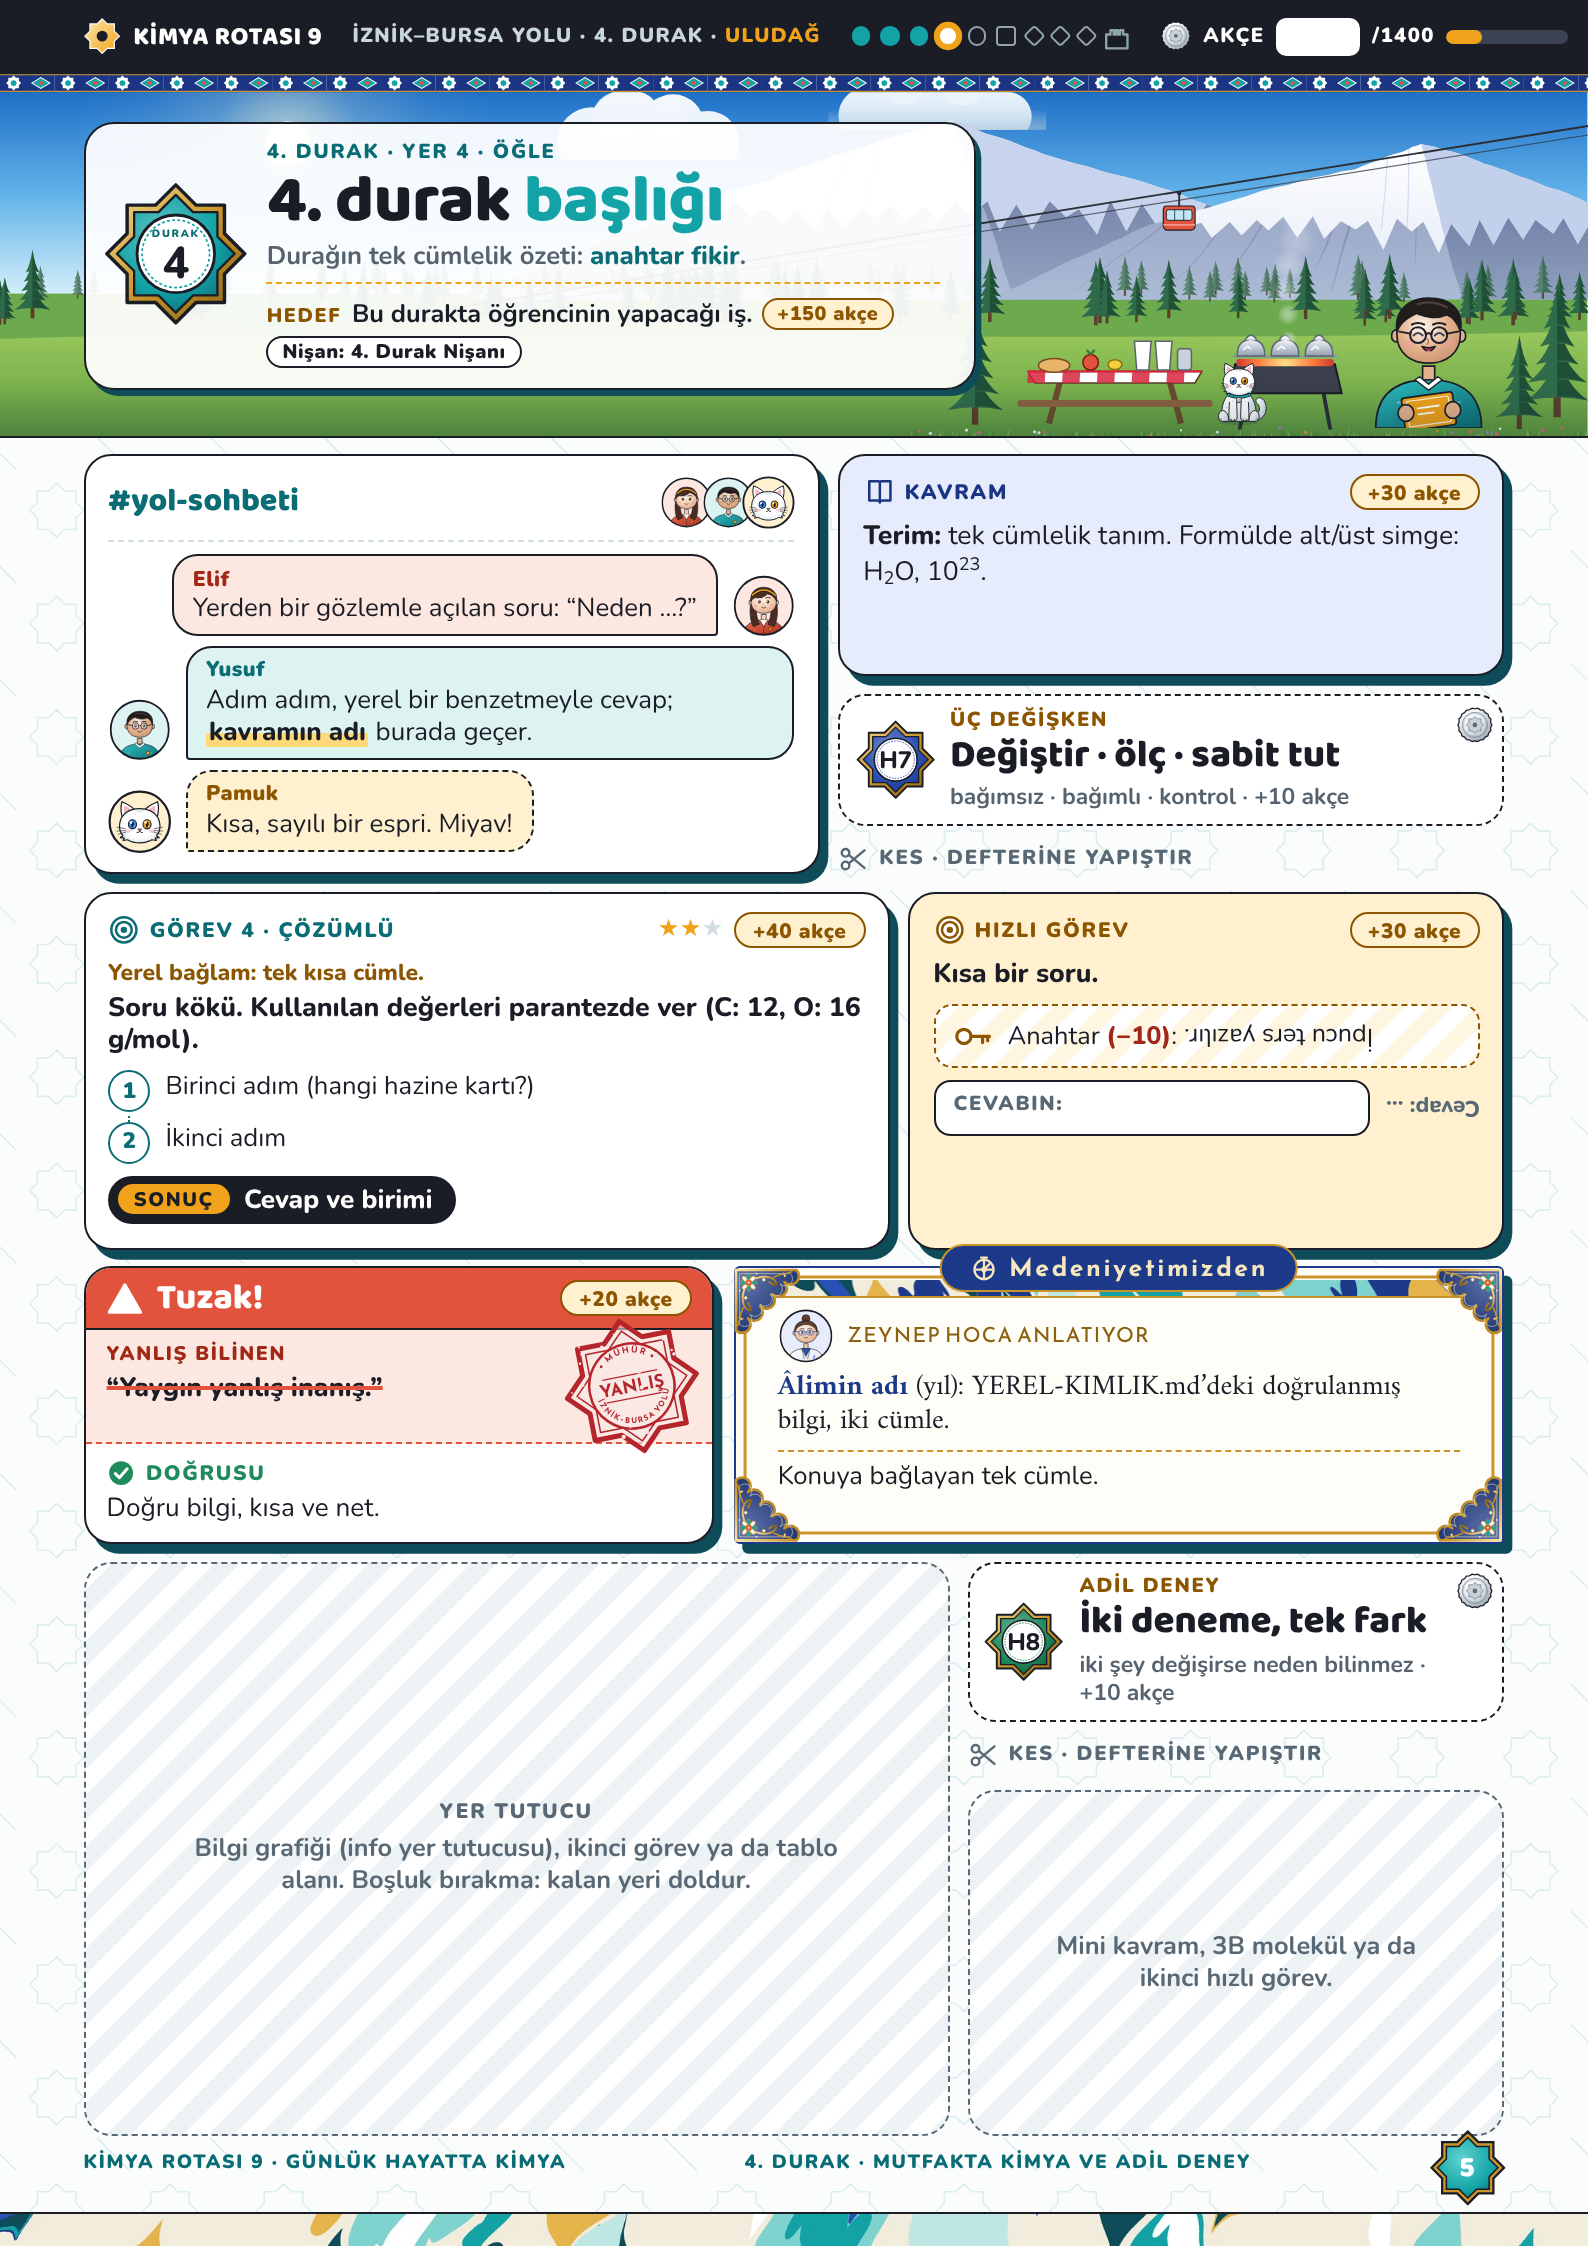 KİMYA ROTASI 9
İZNİK–BURSA YOLU · 4. DURAK · ULUDAĞ
AKÇE /1400
4. DURAK · YER 4 · ÖĞLE
4. durak başlığı
DURAK
4
Durağın tek cümlelik özeti: anahtar fikir.
HEDEF Bu durakta öğrencinin yapacağı iş. +150 akçe
Nişan: 4. Durak Nişanı
#yol-sohbeti
Elif
Yerden bir gözlemle açılan soru: “Neden ...?”
Yusuf
Adım adım, yerel bir benzetmeyle cevap;
kavramın adı burada geçer.
Pamuk
Kısa, sayılı bir espri. Miyav!
KAVRAM
+30 akçe
Terim: tek cümlelik tanım. Formülde alt/üst simge:
H₂O, 10²³.
H7
ÜÇ DEĞİŞKEN
Değiştir · ölç · sabit tut
bağımsız · bağımlı · kontrol · +10 akçe
KES · DEFTERİNE YAPIŞTIR
GÖREV 4 · ÇÖZÜMLÜ
+40 akçe
Yerel bağlam: tek kısa cümle.
Soru kökü. Kullanılan değerleri parantezde ver (C: 12, O: 16
g/mol).
1 Birinci adım (hangi hazine kartı?)
2 İkinci adım
SONUÇ Cevap ve birimi
HIZLI GÖREV
+30 akçe
Kısa bir soru.
Anahtar (−10): İpucu ters yazılır.
CEVABIN:
Cevap: ...
Tuzak!
+20 akçe
YANLIŞ BİLİNEN
“Yaygın yanlış inanış.”
MÜHÜR
YANLIŞ
İZNİK-BURSA YOLU
DOĞRUSU
Doğru bilgi, kısa ve net.
Medeniyetimizden
ZEYNEP HOCA ANLATIYOR
Âlimin adı (yıl): YEREL-KIMLIK.md’deki doğrulanmış
bilgi, iki cümle.
Konuya bağlayan tek cümle.
YER TUTUCU
Bilgi grafiği (info yer tutucusu), ikinci görev ya da tablo
alanı. Boşluk bırakma: kalan yeri doldur.
H8
ADİL DENEY
İki deneme, tek fark
iki şey değişirse neden bilinmez ·
+10 akçe
KES · DEFTERİNE YAPIŞTIR
Mini kavram, 3B molekül ya da
ikinci hızlı görev.
KİMYA ROTASI 9 · GÜNLÜK HAYATTA KİMYA
4. DURAK · MUTFAKTA KİMYA VE ADİL DENEY
5